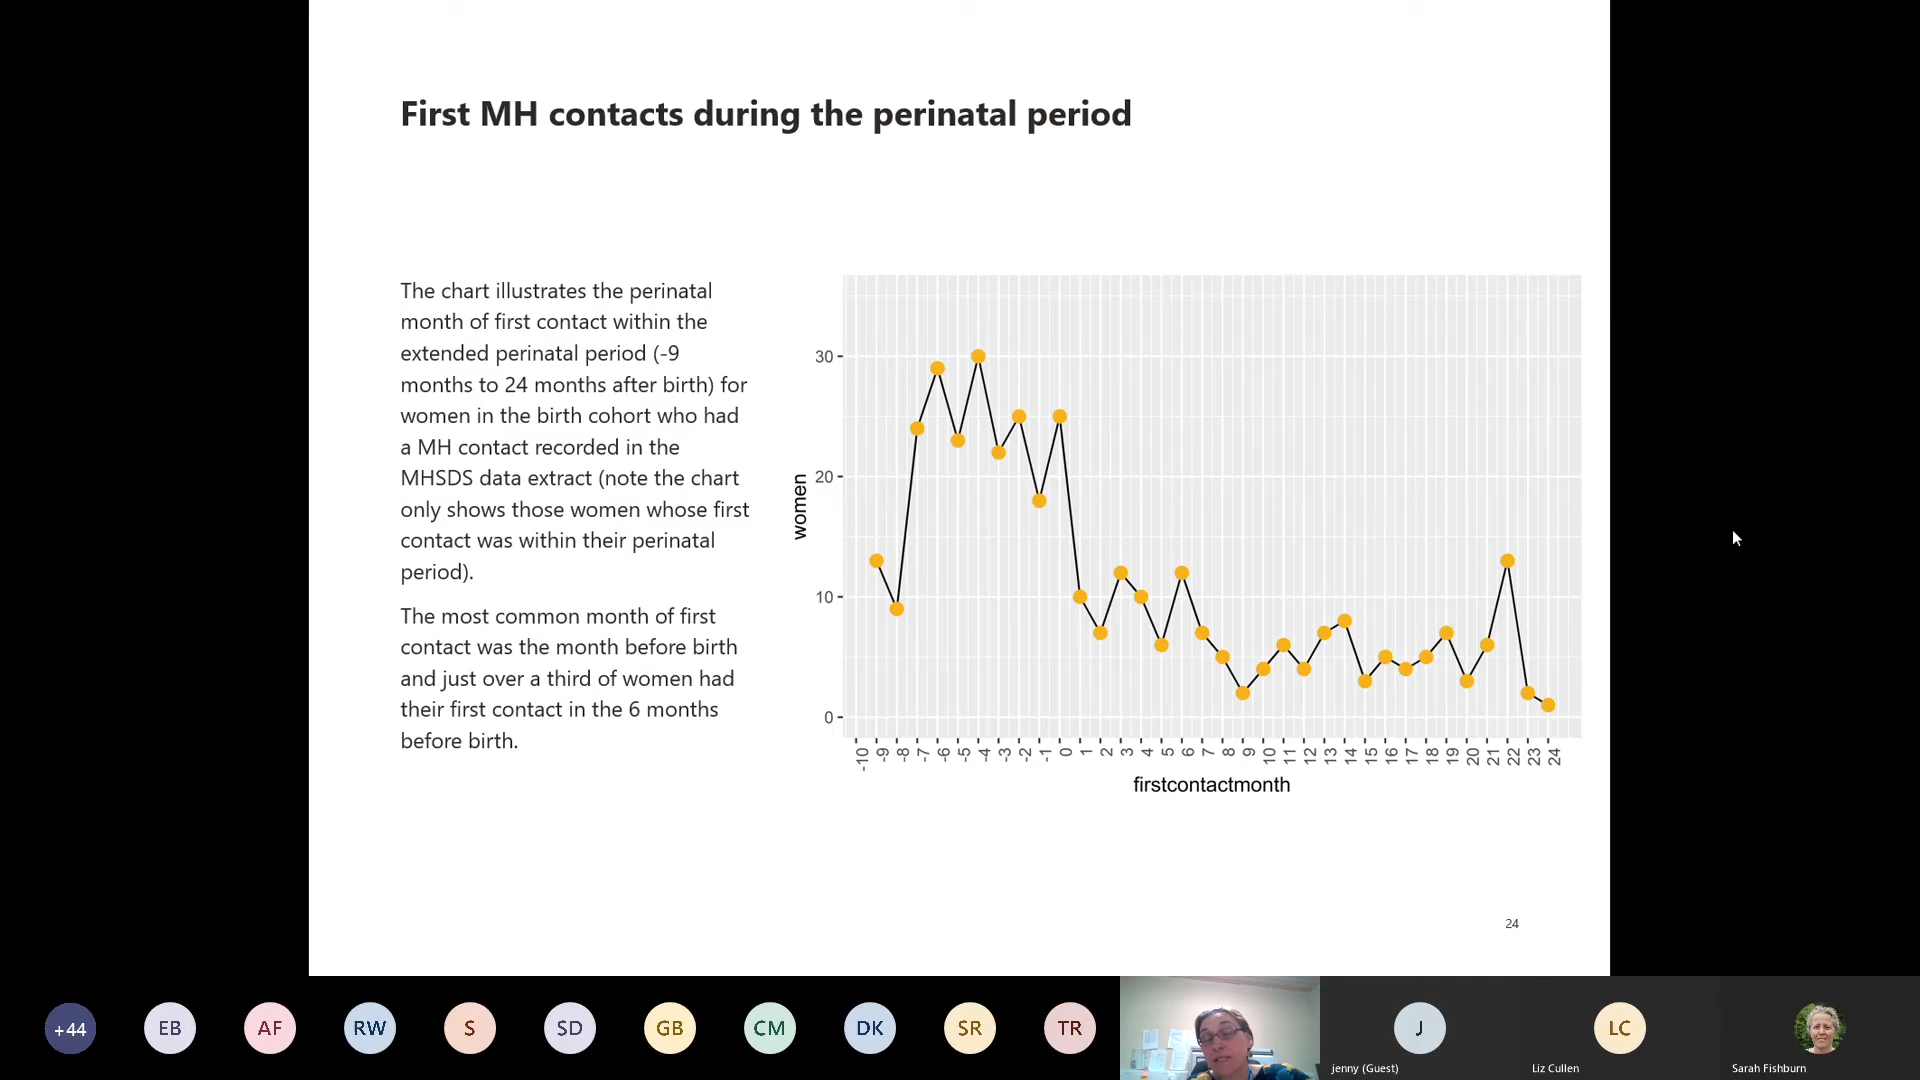 First MH contacts during the perinatal period
The chart illustrates the perinatal
month of first contact within the
extended perinatal period (-9
months to 24 months after birth) for
women in the birth cohort who had
a MH contact recorded in the
MHSDS data extract (note the chart
only shows those women whose first
contact was within their perinatal
period).
The most common month of first
contact was the month before birth
and just over a third of women had
their first contact in the 6 months
before birth.
women
30
20
10
0
-10 -9 -8 -7 -6 -5 -4 -3 -2 -1 0 1 2 3 4 5 6 7 8 9 10 11 12 13 14 15 16 17 18 19 20 21 22 23 24
firstcontactmonth
24
+44 EB AF RW S SD GB CM DK SR TR J LC
jenny (Guest) Liz Cullen Sarah Fishburn